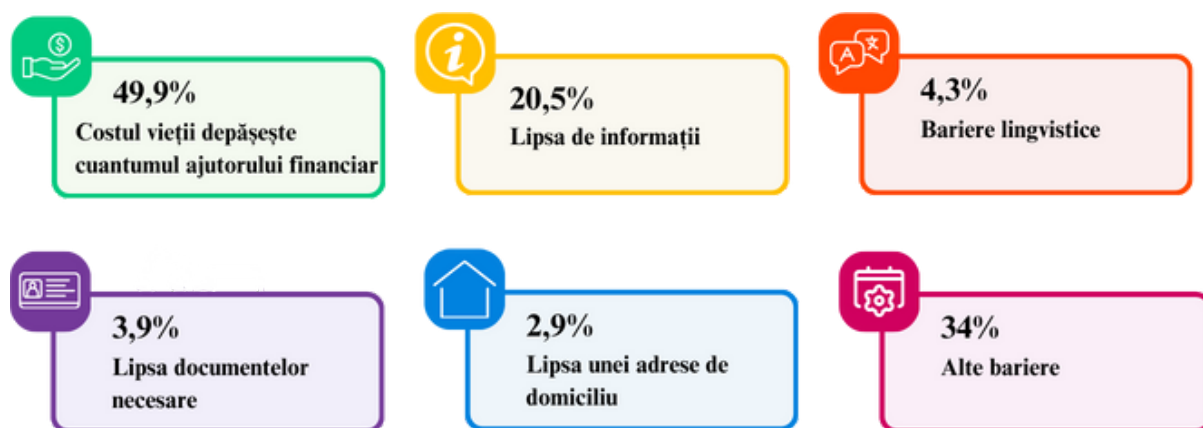 49,9%
Costul vieții depășește
cuantumul ajutorului financiar
20,5%
Lipsa de informații
4,3%
Bariere lingvistice
3,9%
Lipsa documentelor
necesare
2,9%
Lipsa unei adrese de
domiciliu
34%
Alte bariere